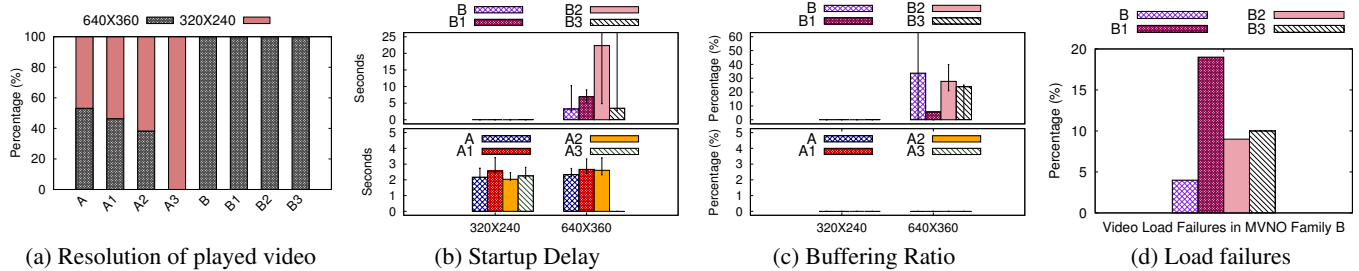 640X360 320X240
Percentage (%)
100
80
60
40
20
0
A A1 A2 A3 B B1 B2 B3
(a) Resolution of played video
B B2
B1 B3
Seconds
25
20
15
10
5
0
A A2
A1 A3
Seconds
5
4
3
2
1
0
320X240 640X360
(b) Startup Delay
B B2
B1 B3
Percentage (%)
60
50
40
30
20
10
0
A A2
A1 A3
Percentage (%)
5
4
3
2
1
0
320X240 640X360
(c) Buffering Ratio
B B2
B1 B3
Percentage (%)
20
15
10
5
0
Video Load Failures in MVNO Family B
(d) Load failures